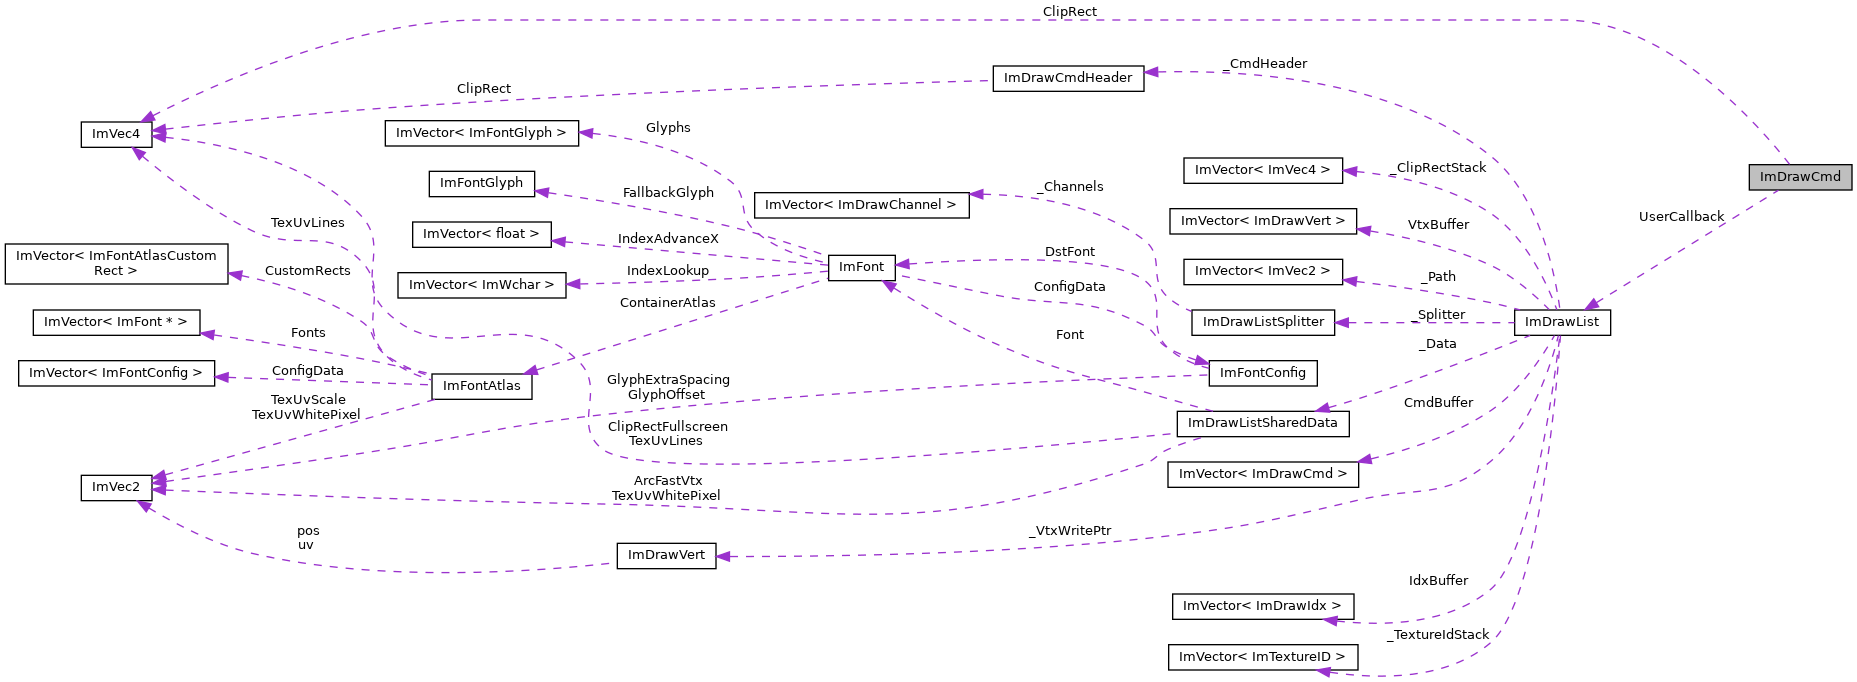 ClipRect
_CmdHeader
ImDrawCmdHeader
ClipRect
Glyphs
ImVec4
ImVector< ImFontGlyph >
_ClipRectStack
ImVector< ImVec4 >
ImDrawCmd
ImFontGlyph
FallbackGlyph
_Channels
ImVector< ImDrawChannel >
UserCallback
TexUvLines
ImVector< ImDrawVert >
VtxBuffer
ImVector< float >
IndexAdvanceX
DstFont
ImVector< ImFontAtlasCustom
Rect >
CustomRects
IndexLookup
ImFont
ImVector< ImVec2 >
_Path
ImVector< ImWchar >
ConfigData
ContainerAtlas
ImVector< ImFont * >
Fonts
Font
ImDrawListSplitter
_Splitter
ImDrawList
_Data
ImVector< ImFontConfig >
ConfigData
ImFontAtlas
GlyphExtraSpacing
GlyphOffset
ImFontConfig
TexUvScale
TexUvWhitePixel
CmdBuffer
ClipRectFullscreen
TexUvLines
ImDrawListSharedData
ImVec2
ArcFastVtx
TexUvWhitePixel
ImVector< ImDrawCmd >
pos
uv
_VtxWritePtr
ImDrawVert
IdxBuffer
ImVector< ImDrawIdx >
_TextureIdStack
ImVector< ImTextureID >